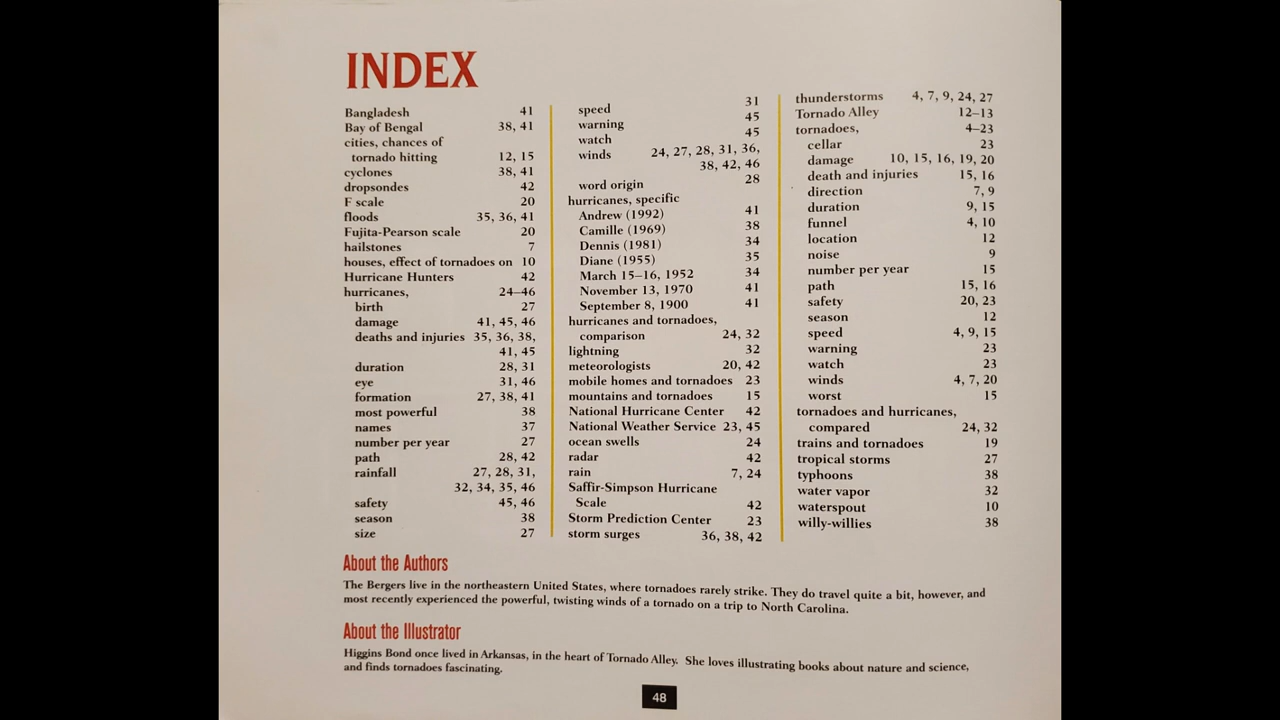 INDEX
Bangladesh 41
Bay of Bengal 38, 41
cities, chances of
tornado hitting 12, 15
cyclones 38, 41
dropsondes 42
F scale 20
floods 35, 36, 41
Fujita-Pearson scale 20
hailstones 7
houses, effect of tornadoes on 10
Hurricane Hunters 42
hurricanes, 24–46
birth 27
damage 41, 45, 46
deaths and injuries 35, 36, 38,
41, 45
duration 28, 31
eye 31, 46
formation 27, 38, 41
most powerful 38
names 37
number per year 27
path 28, 42
rainfall 27, 28, 31,
32, 34, 35, 46
safety 45, 46
season 38
size 27
speed 31
warning 45
watch 45
winds 24, 27, 28, 31, 36,
38, 42, 46
word origin 28
hurricanes, specific
Andrew (1992) 41
Camille (1969) 38
Dennis (1981) 34
Diane (1955) 35
March 15–16, 1952 34
November 13, 1970 41
September 8, 1900 41
hurricanes and tornadoes,
comparison 24, 32
lightning 32
meteorologists 20, 42
mobile homes and tornadoes 23
mountains and tornadoes 15
National Hurricane Center 42
National Weather Service 23, 45
ocean swells 24
radar 42
rain 7, 24
Saffir-Simpson Hurricane
Scale 42
Storm Prediction Center 23
storm surges 36, 38, 42
thunderstorms 4, 7, 9, 24, 27
Tornado Alley 12–13
tornadoes, 4–23
cellar 23
damage 10, 15, 16, 19, 20
death and injuries 15, 16
direction 7, 9
duration 9, 15
funnel 4, 10
location 12
noise 9
number per year 15
path 15, 16
safety 20, 23
season 12
speed 4, 9, 15
warning 23
watch 23
winds 4, 7, 20
worst 15
tornadoes and hurricanes,
compared 24, 32
trains and tornadoes 19
tropical storms 27
typhoons 38
water vapor 32
waterspout 10
willy-willies 38
About the Authors
The Bergers live in the northeastern United States, where tornadoes rarely strike. They do travel quite a bit, however, and
most recently experienced the powerful, twisting winds of a tornado on a trip to North Carolina.
About the Illustrator
Higgins Bond once lived in Arkansas, in the heart of Tornado Alley. She loves illustrating books about nature and science,
and finds tornadoes fascinating.
48